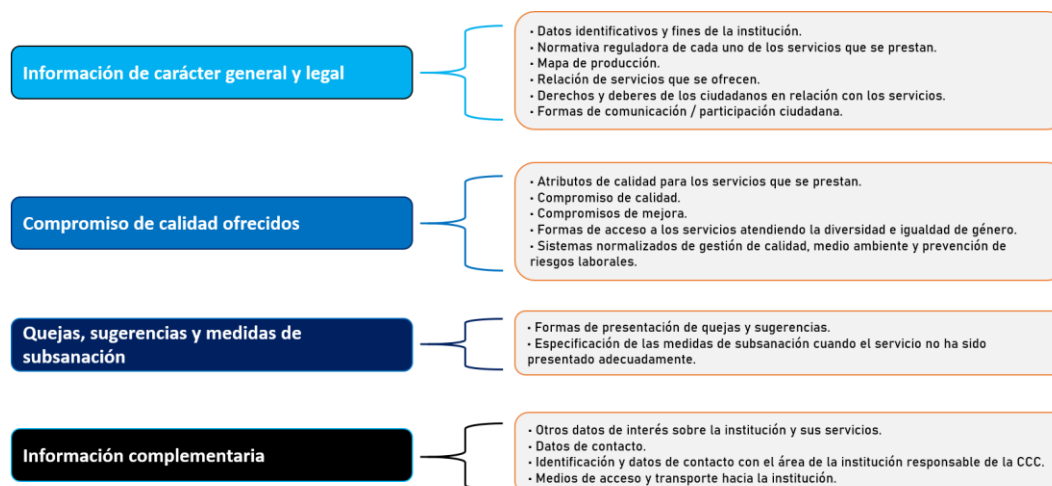 Información de carácter general y legal
• Datos identificativos y fines de la institución.
• Normativa reguladora de cada uno de los servicios que se prestan.
• Mapa de producción.
• Relación de servicios que se ofrecen.
• Derechos y deberes de los ciudadanos en relación con los servicios.
• Formas de comunicación / participación ciudadana.
Compromiso de calidad ofrecidos
• Atributos de calidad para los servicios que se prestan.
• Compromiso de calidad.
• Compromisos de mejora.
• Formas de acceso a los servicios atendiendo la diversidad e igualdad de género.
• Sistemas normalizados de gestión de calidad, medio ambiente y prevención de
riesgos laborales.
Quejas, sugerencias y medidas de
subsanación
• Formas de presentación de quejas y sugerencias.
• Especificación de las medidas de subsanación cuando el servicio no ha sido
presentado adecuadamente.
Información complementaria
• Otros datos de interés sobre la institución y sus servicios.
• Datos de contacto.
• Identificación y datos de contacto con el área de la institución responsable de la CCC.
• Medios de acceso y transporte hacia la institución.